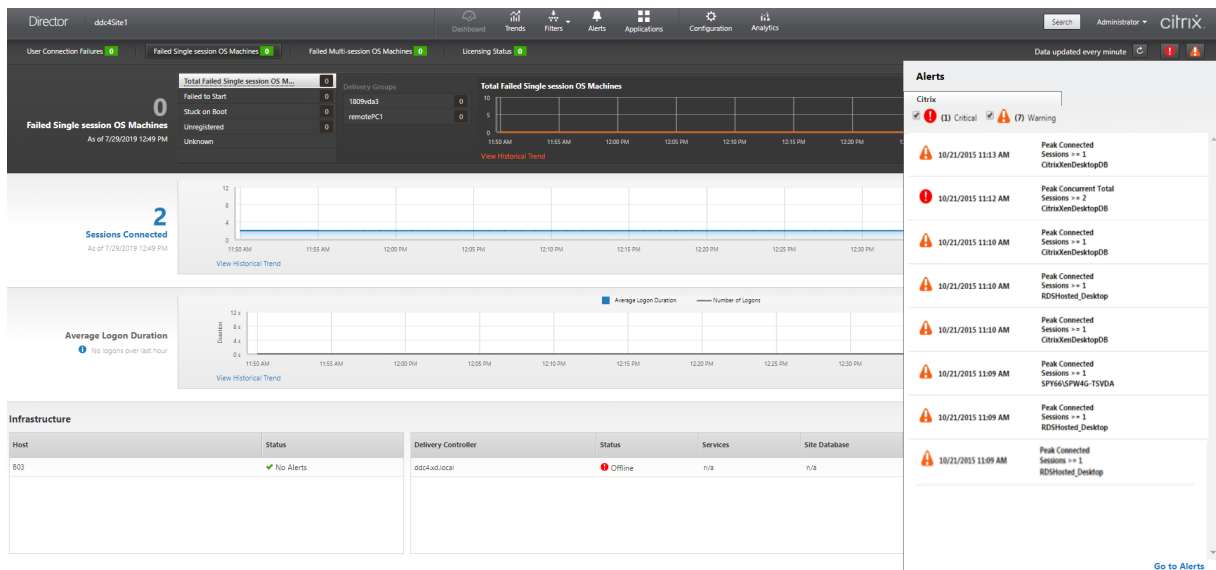 Director ddc4Site1
Dashboard Trends Filters Alerts Applications Configuration Analytics
Search Administrator citrix
User Connection Failures 0 Failed Single session OS Machines 0 Failed Multi-session OS Machines 0 Licensing Status 0
Data updated every minute
0
Failed Single session OS Machines
As of 7/29/2019 12:49 PM
Total Failed Single session OS M... 0
Failed to Start 0
Stuck on Boot 0
Unregistered 0
Unknown
Delivery Groups
1809vda3 0
remotePC1 0
Total Failed Single session OS Machines
10
5
0
11:50 AM 11:55 AM 12:00 PM 12:05 PM 12:10 PM 12:15 PM 12:20 PM
View Historical Trend
2
Sessions Connected
As of 7/29/2019 12:49 PM
12
8
4
0
11:50 AM 11:55 AM 12:00 PM 12:05 PM 12:10 PM 12:15 PM 12:20 PM 12:25 PM 12:30 PM
View Historical Trend
Average Logon Duration
No logons over last hour
Average Logon Duration Number of Logons
Duration
12 s
8 s
4 s
0 s
11:50 AM 11:55 AM 12:00 PM 12:05 PM 12:10 PM 12:15 PM 12:20 PM 12:25 PM 12:30 PM
View Historical Trend
Infrastructure
Host Status
803 No Alerts
Delivery Controller Status Services Site Database
ddc4.xd.local Offline n/a n/a
Alerts
Citrix
(1) Critical (7) Warning
10/21/2015 11:13 AM
Peak Connected
Sessions >= 1
CitrixXenDesktopDB
10/21/2015 11:12 AM
Peak Concurrent Total
Sessions >= 2
CitrixXenDesktopDB
10/21/2015 11:10 AM
Peak Connected
Sessions >= 1
CitrixXenDesktopDB
10/21/2015 11:10 AM
Peak Connected
Sessions >= 1
RDSHosted_Desktop
10/21/2015 11:10 AM
Peak Connected
Sessions >= 1
CitrixXenDesktopDB
10/21/2015 11:09 AM
Peak Connected
Sessions >= 1
SPY66\SPW4G-TSVDA
10/21/2015 11:09 AM
Peak Connected
Sessions >= 1
RDSHosted_Desktop
10/21/2015 11:09 AM
Peak Connected
Sessions >= 1
RDSHosted_Desktop
Go to Alerts